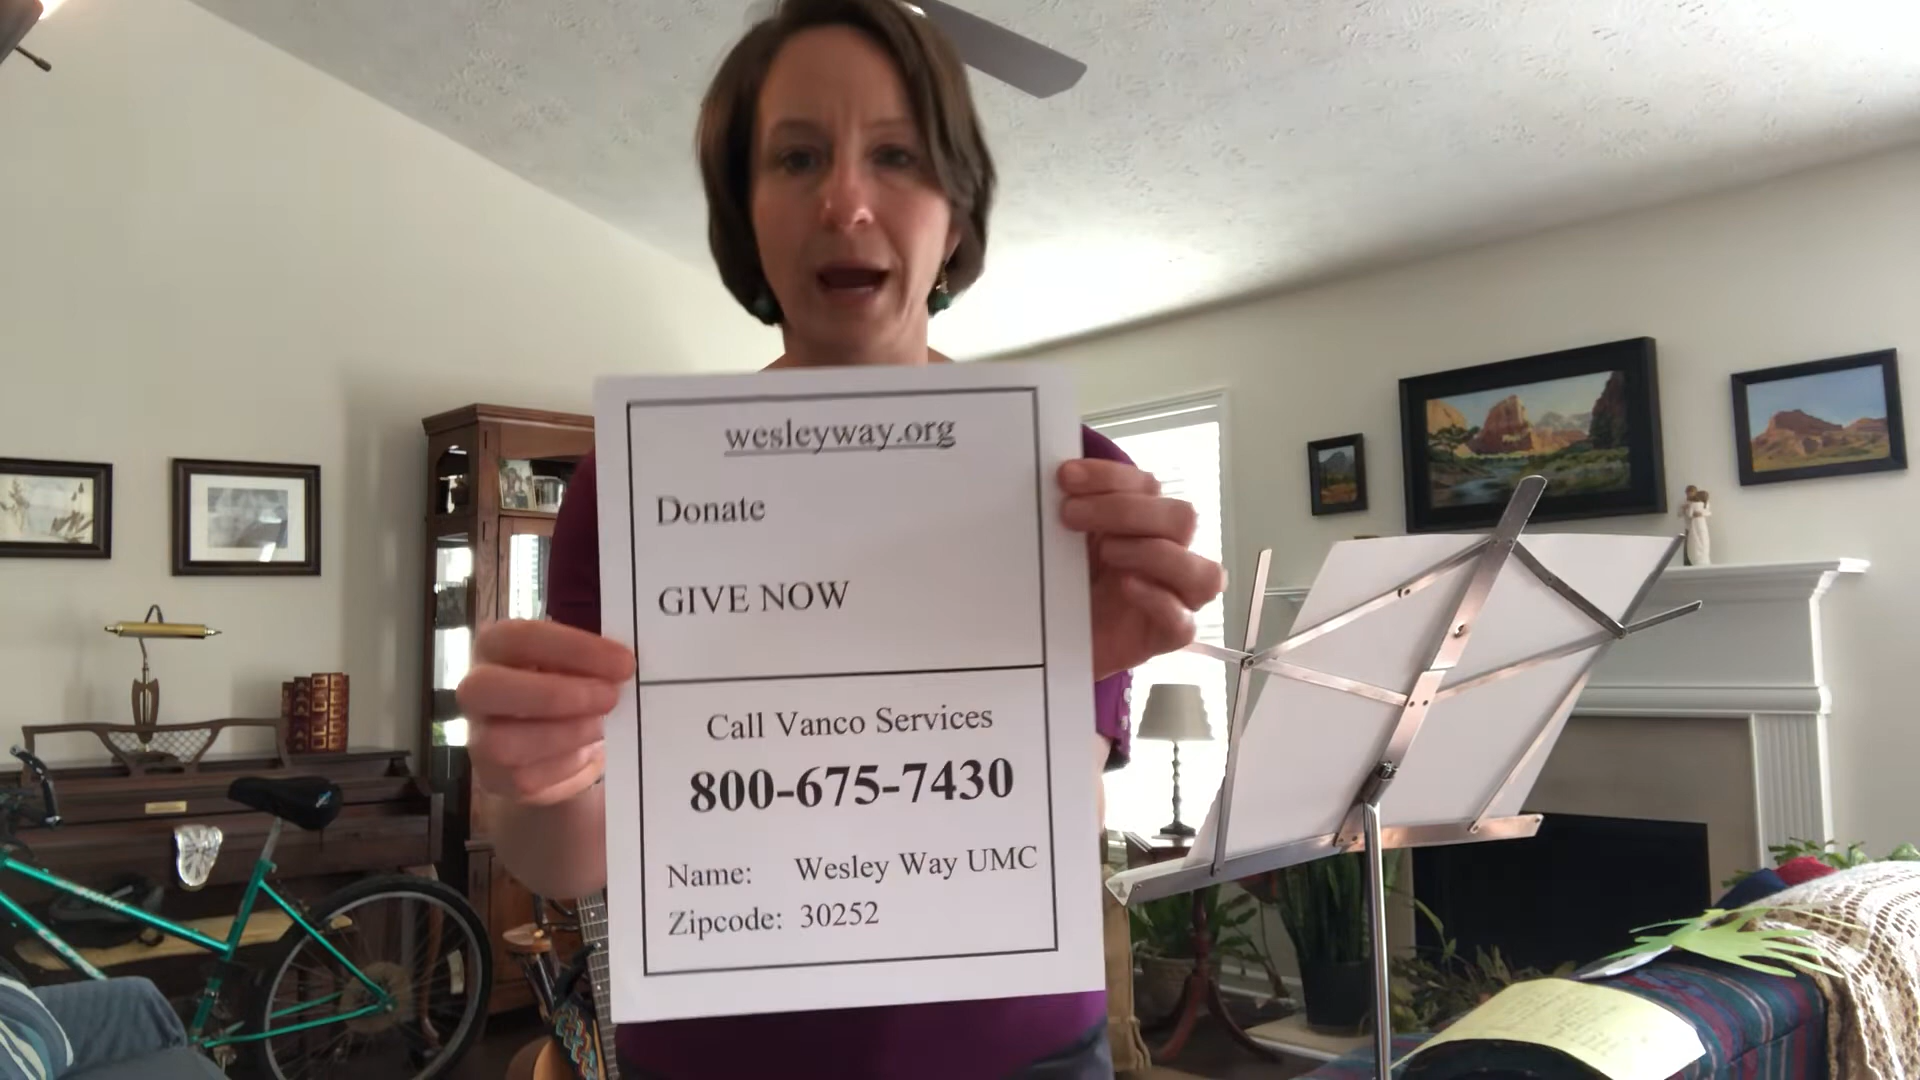 wesleyway.org
Donate
GIVE NOW
Call Vanco Services
800-675-7430
Name: Wesley Way UMC
Zipcode: 30252